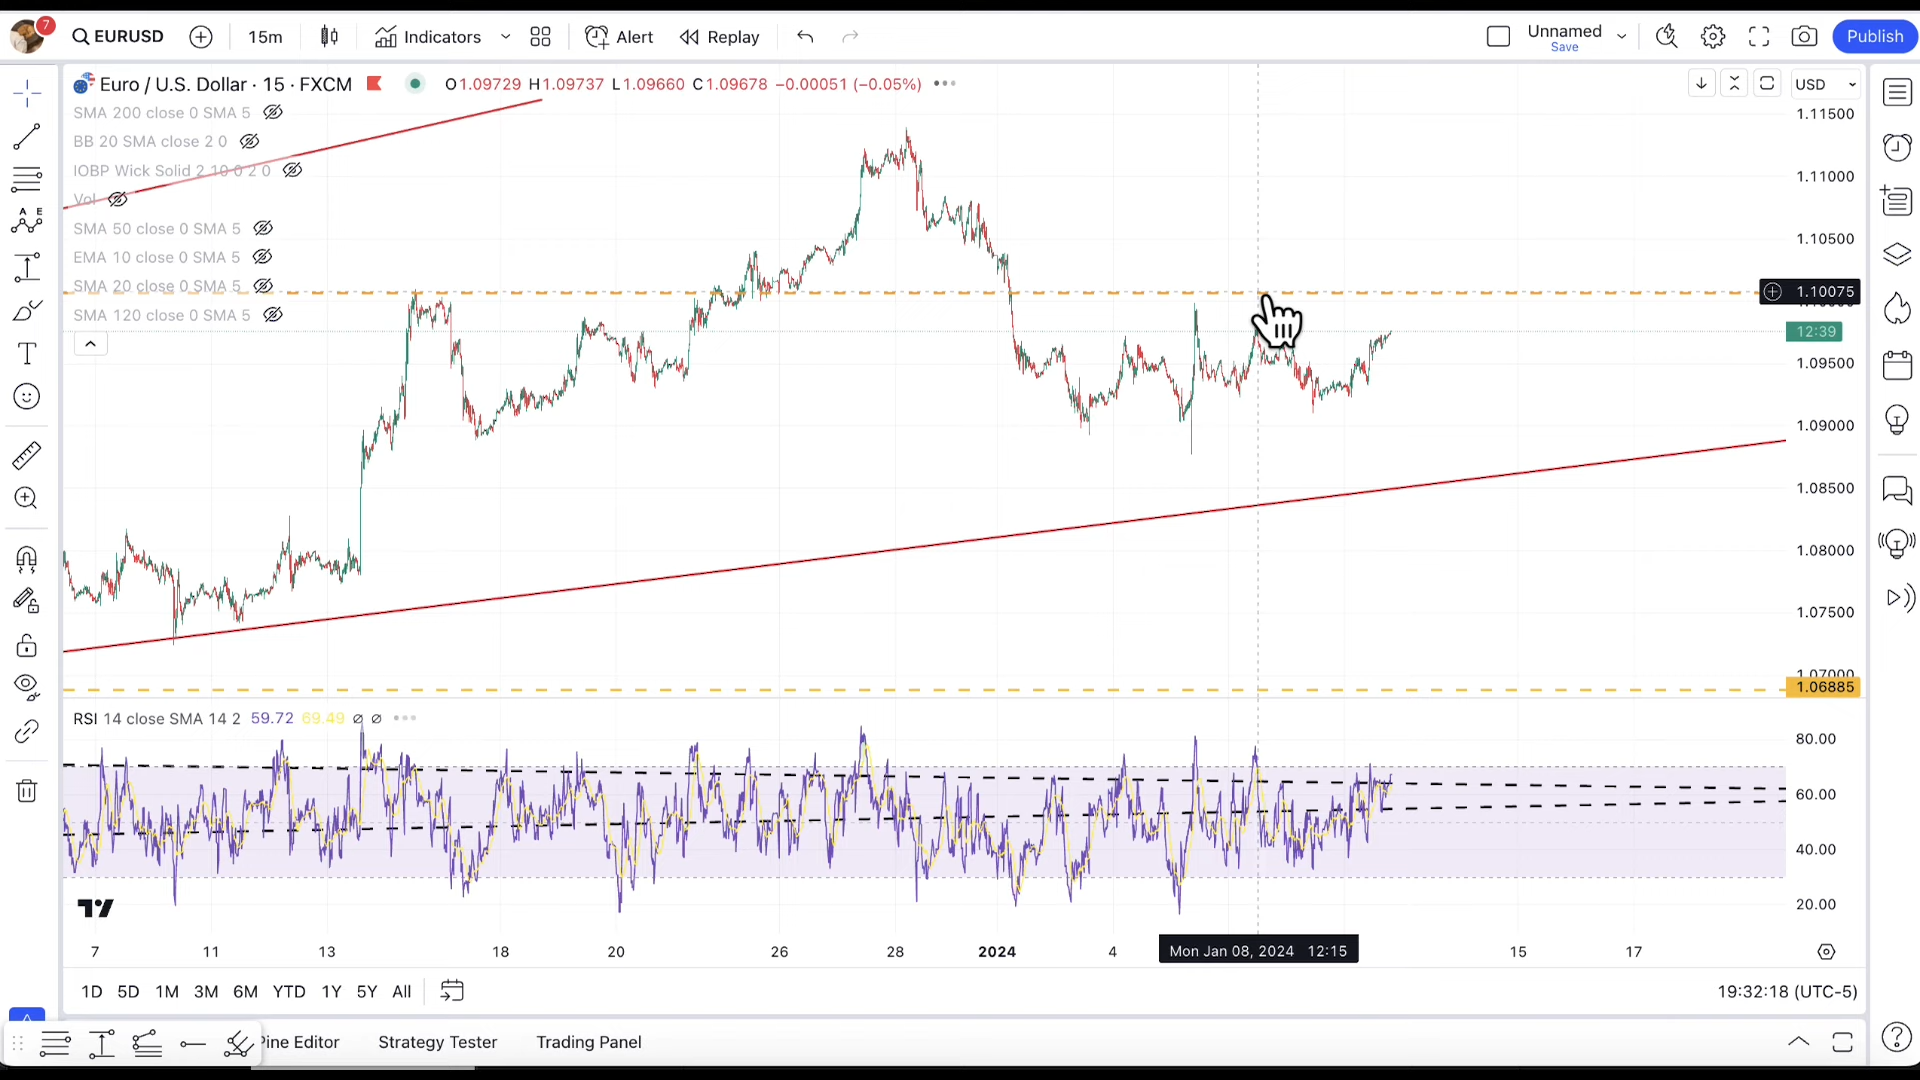 7
EURUSD
15m
Indicators
Alert
Replay
Unnamed
Save
Publish
Euro / U.S. Dollar · 15 · FXCM
O1.09729 H1.09737 L1.09660 C1.09678 −0.00051 (−0.05%)
USD
SMA 200 close 0 SMA 5
BB 20 SMA close 2 0
IOBP Wick Solid 2 10 0 2 0
Vol
SMA 50 close 0 SMA 5
EMA 10 close 0 SMA 5
SMA 20 close 0 SMA 5
SMA 120 close 0 SMA 5
1.11500
1.11000
1.10500
1.10075
12:39
1.09500
1.09000
1.08500
1.08000
1.07500
1.07000
1.06885
RSI 14 close SMA 14 2 59.72 69.49 ∅ ∅
80.00
60.00
40.00
20.00
7 11 13 18 20 26 28 2024 4 Mon Jan 08, 2024 12:15 15 17
1D 5D 1M 3M 6M YTD 1Y 5Y All
19:32:18 (UTC-5)
Pine Editor
Strategy Tester
Trading Panel